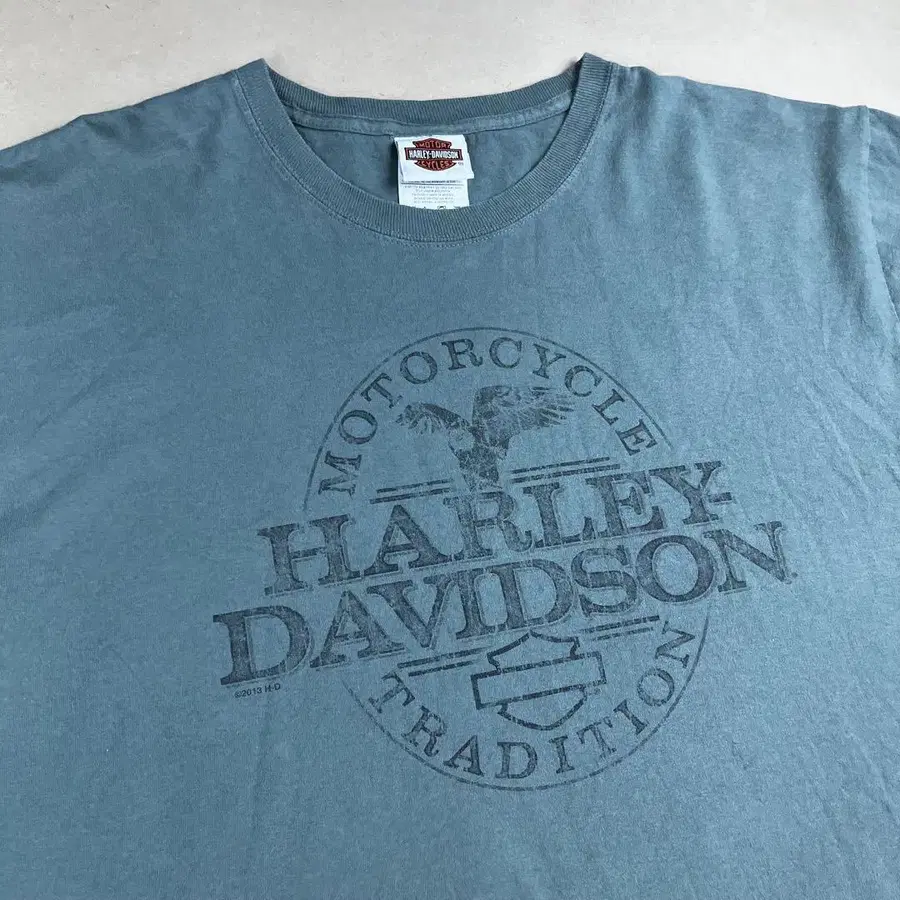 MOTOR
HARLEY-DAVIDSON
CYCLES
MOTORCYCLE
HARLEY-
DAVIDSON
©2013 H-D
TRADITION